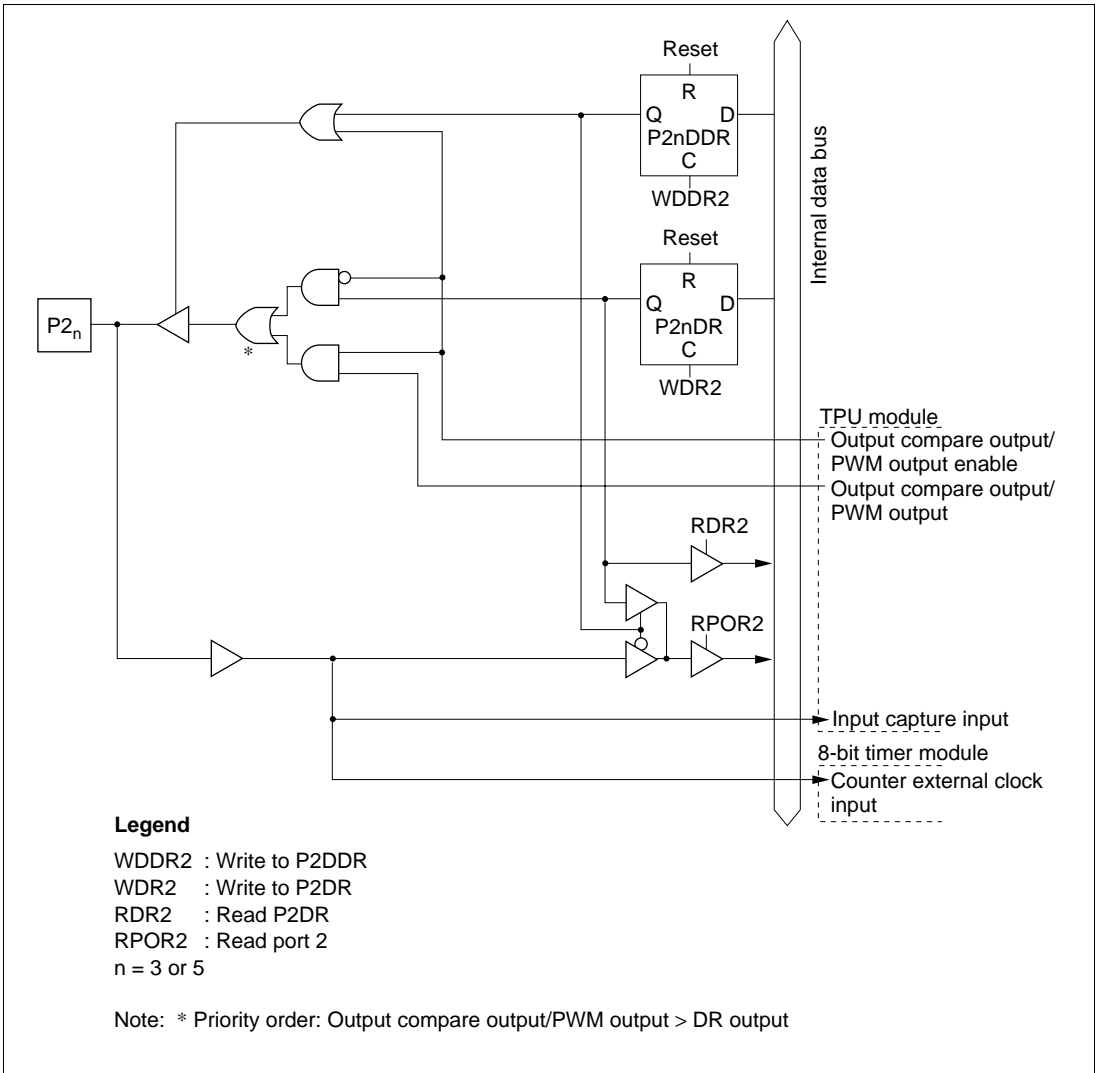 Reset
R
Q D
P2nDDR
C
WDDR2
Reset
R
Q D
P2nDR
C
WDR2
Internal data bus
P2n
*
TPU module
Output compare output/
PWM output enable
Output compare output/
PWM output
RDR2
RPOR2
Input capture input
8-bit timer module
Counter external clock
input
Legend
WDDR2 : Write to P2DDR
WDR2 : Write to P2DR
RDR2 : Read P2DR
RPOR2 : Read port 2
n = 3 or 5
Note: * Priority order: Output compare output/PWM output > DR output